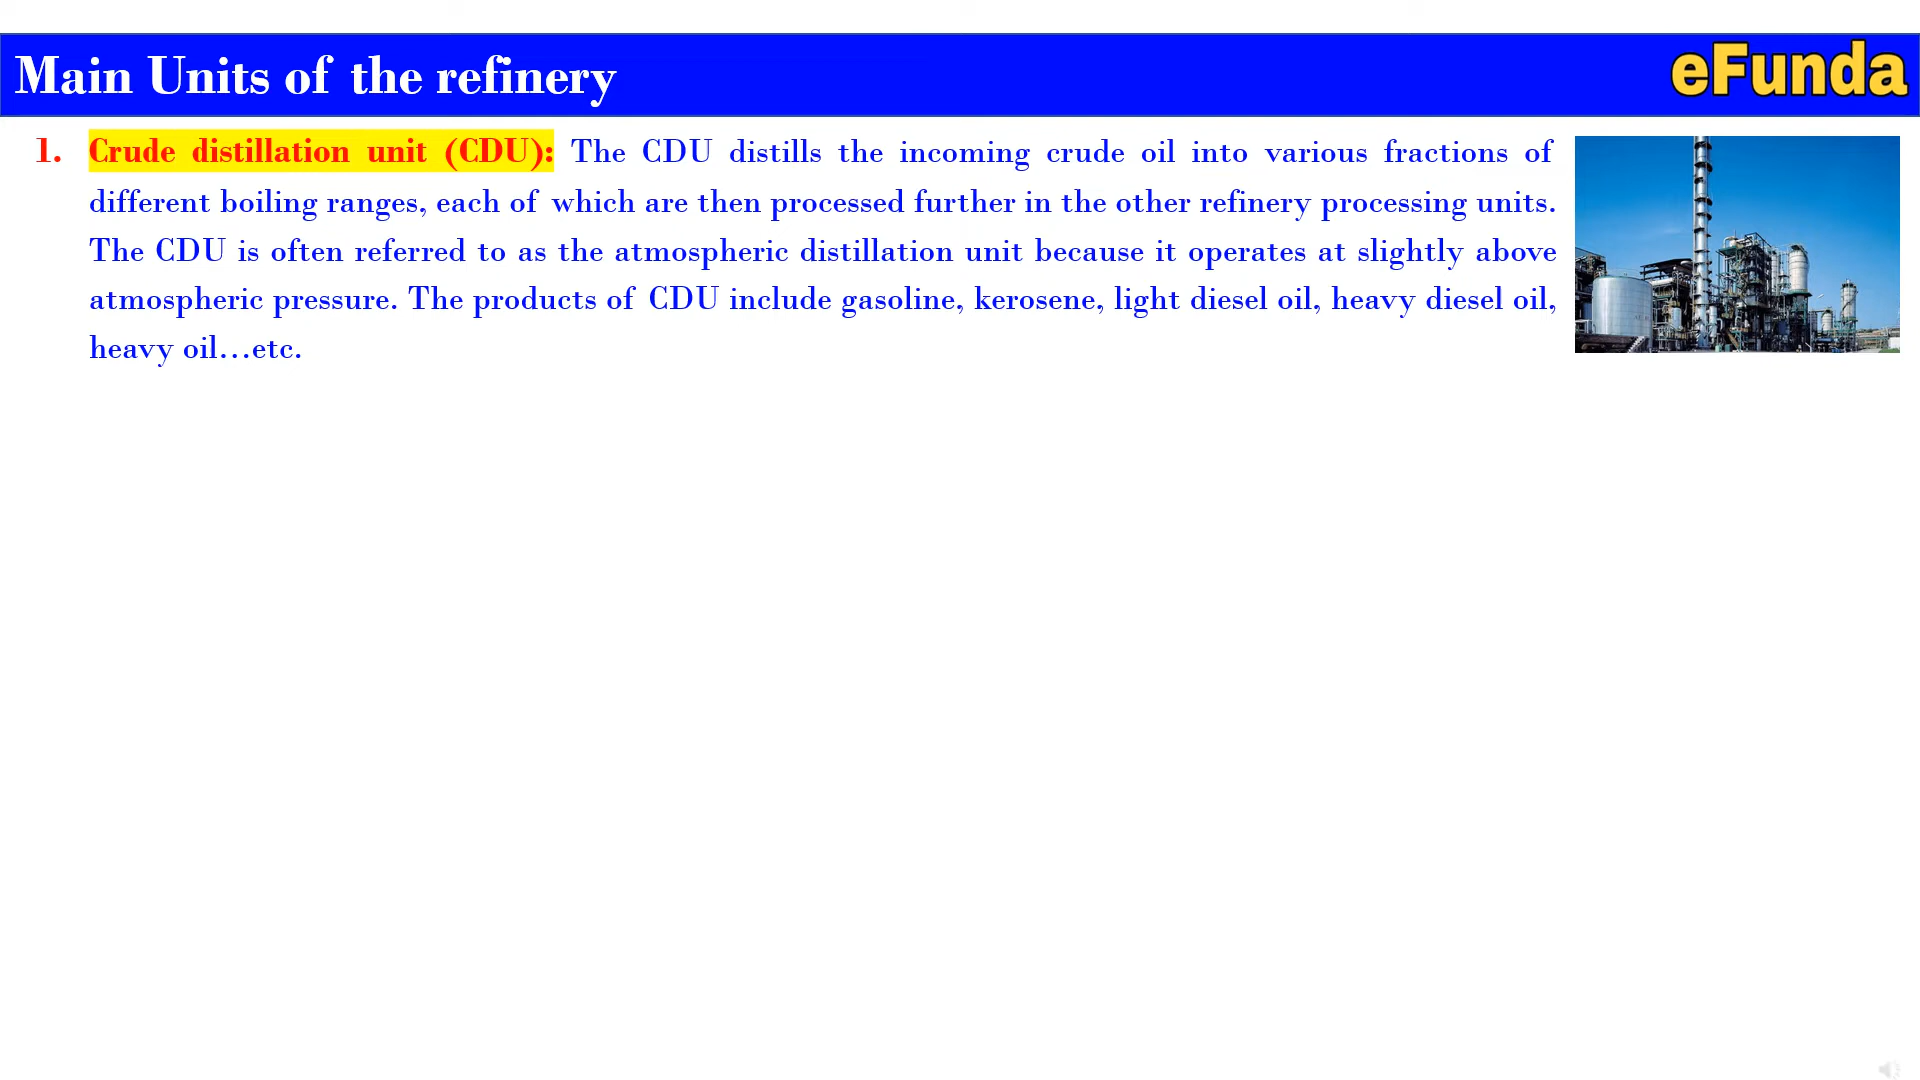 Main Units of the refinery
eFunda
1. Crude distillation unit (CDU): The CDU distills the incoming crude oil into various fractions of
different boiling ranges, each of which are then processed further in the other refinery processing units.
The CDU is often referred to as the atmospheric distillation unit because it operates at slightly above
atmospheric pressure. The products of CDU include gasoline, kerosene, light diesel oil, heavy diesel oil,
heavy oil...etc.